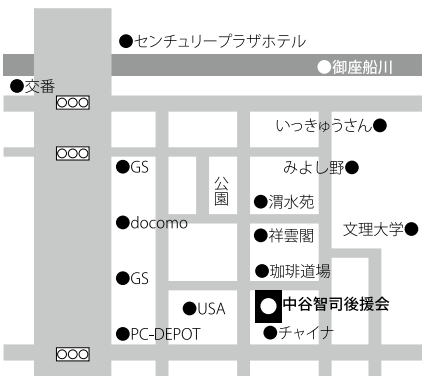 センチュリープラザホテル
御座船川
交番
いっきゅうさん
GS
みよし野
公園
渭水苑
docomo
祥雲閣
文理大学
珈琲道場
GS
中谷智司後援会
USA
PC-DEPOT
チャイナ